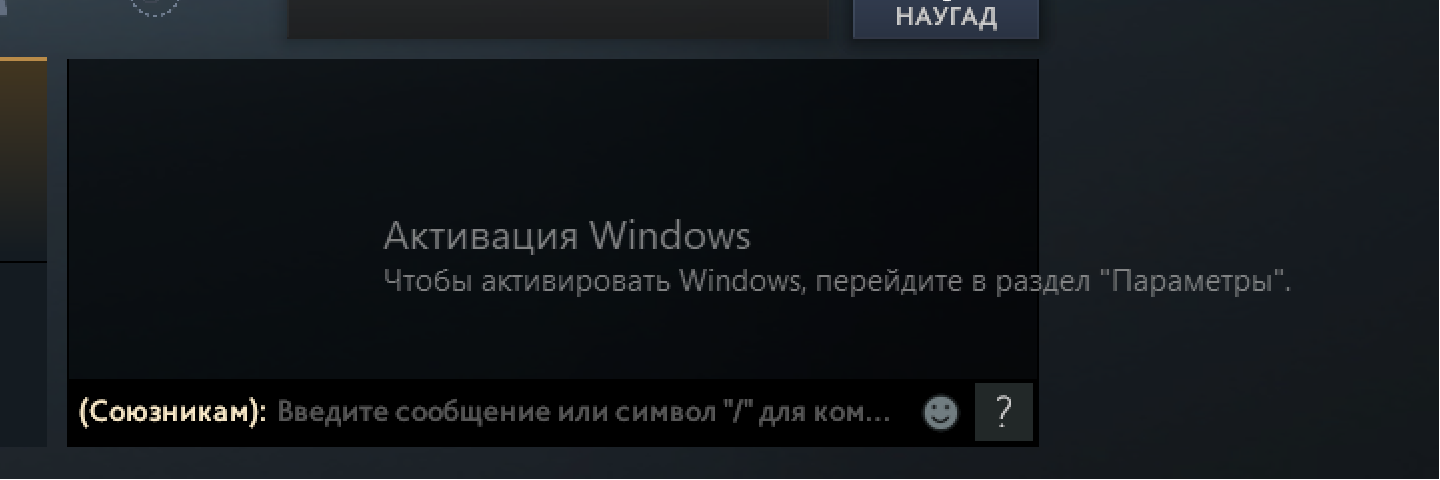 НАУГАД
Активация Windows
Чтобы активировать Windows, перейдите в раздел "Параметры".
(Союзникам): Введите сообщение или символ "/" для ком...
?